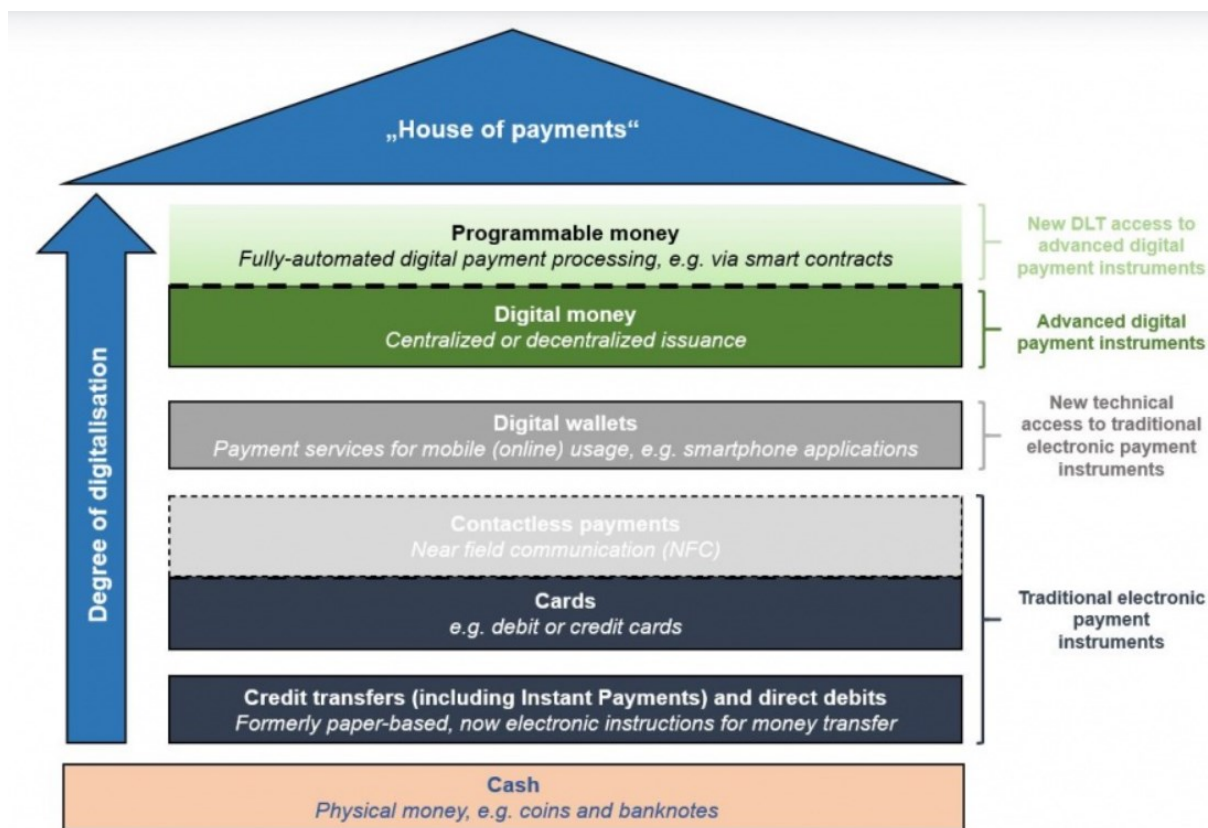 „House of payments“
Degree of digitalisation
Programmable money
Fully-automated digital payment processing, e.g. via smart contracts
New DLT access to
advanced digital
payment instruments
Digital money
Centralized or decentralized issuance
Advanced digital
payment instruments
Digital wallets
Payment services for mobile (online) usage, e.g. smartphone applications
New technical
access to traditional
electronic payment
instruments
Contactless payments
Near field communication (NFC)
Cards
e.g. debit or credit cards
Traditional electronic
payment
instruments
Credit transfers (including Instant Payments) and direct debits
Formerly paper-based, now electronic instructions for money transfer
Cash
Physical money, e.g. coins and banknotes